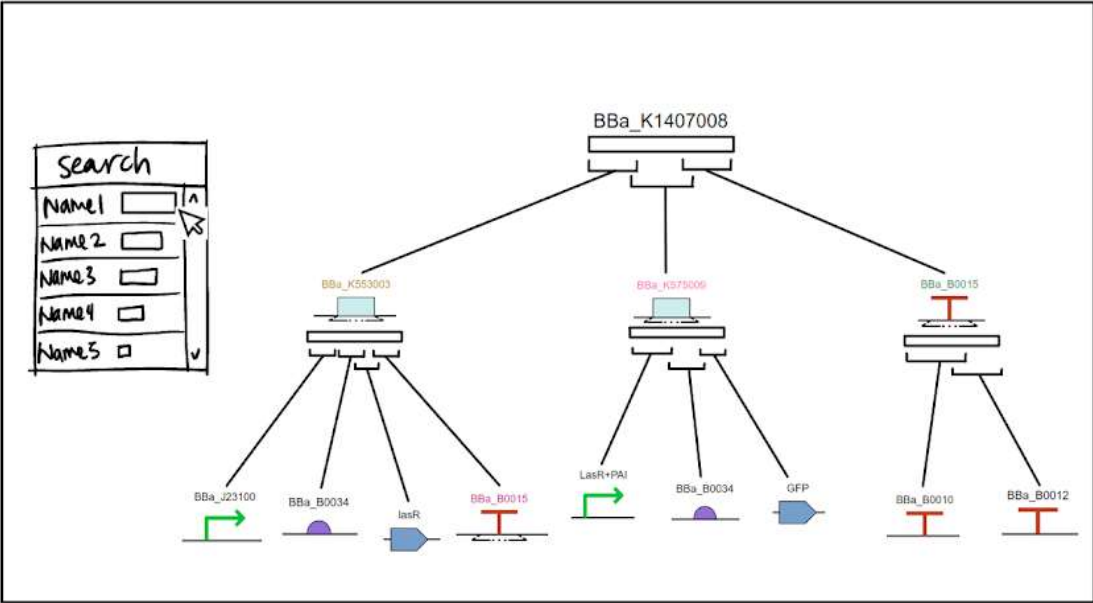 BBa_K1407008
search
Name1
Name2
Name3
Name4
Name5
^
v
BBa_K553003
BBa_K575009
BBa_B0015
BBa_J23100
BBa_B0034
lasR
BBa_B0015
LasR+PAI
BBa_B0034
GFP
BBa_B0010
BBa_B0012